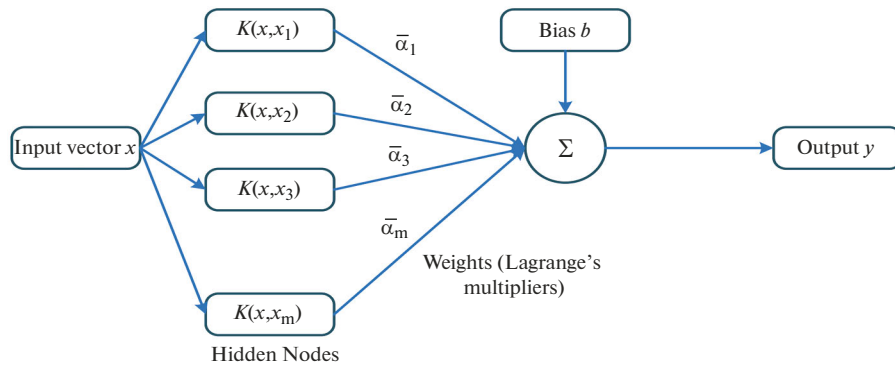 Input vector x
K(x,x₁)
K(x,x₂)
K(x,x₃)
K(x,xₘ)
Hidden Nodes
ᾱ₁
ᾱ₂
ᾱ₃
ᾱₘ
Weights (Lagrange's
multipliers)
Bias b
Σ
Output y